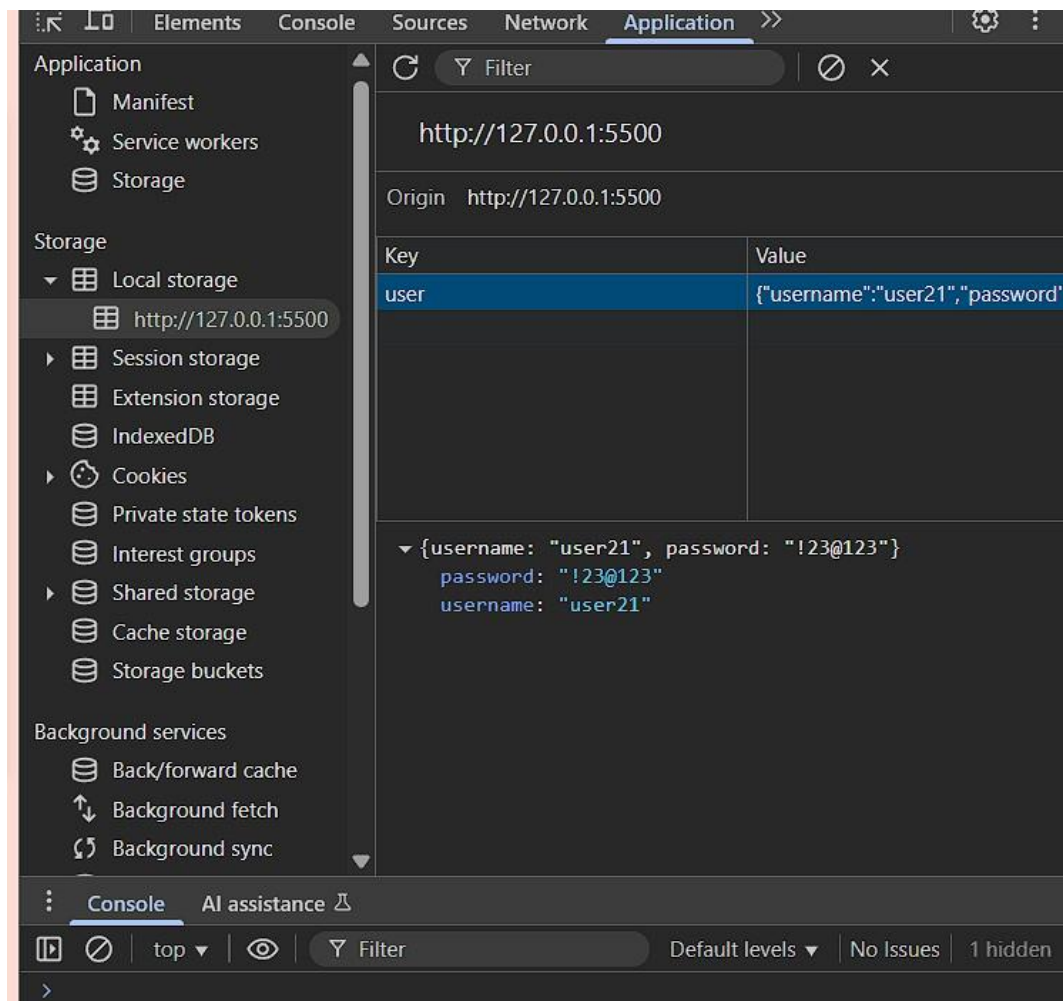 Elements Console Sources Network Application
Application
Manifest
Service workers
Storage
Storage
Local storage
http://127.0.0.1:5500
Session storage
Extension storage
IndexedDB
Cookies
Private state tokens
Interest groups
Shared storage
Cache storage
Storage buckets
Background services
Back/forward cache
Background fetch
Background sync
Filter
http://127.0.0.1:5500
Origin http://127.0.0.1:5500
Key Value
user {"username":"user21","password"
{username: "user21", password: "!23@123"}
password: "!23@123"
username: "user21"
Console AI assistance
top Filter Default levels No Issues 1 hidden